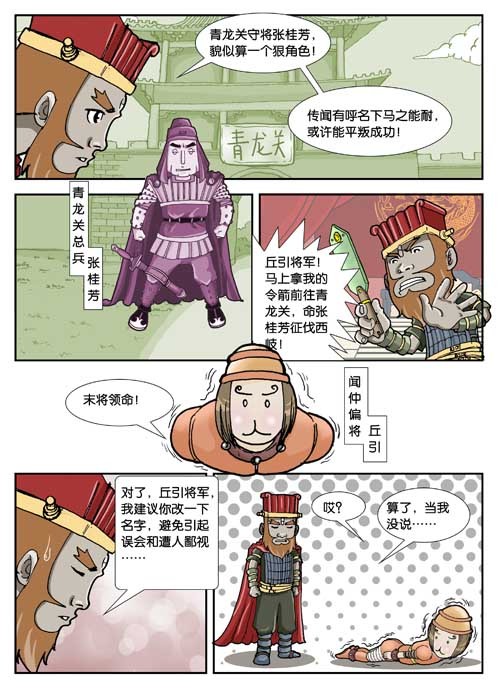 青龙关守将张桂芳，
貌似算一个狠角色！
传闻有呼名下马之能耐，
或许能平叛成功！
青龙关
青龙关总兵
张桂芳
丘引将军！
马上拿我的
令箭前往青
龙关，命张
桂芳征伐西
岐！
末将领命！
闻仲偏将
丘引
对了，丘引将军，
我建议你改一下
名字，避免引起
误会和遭人鄙视
……
哎？
算了，当我
没说……